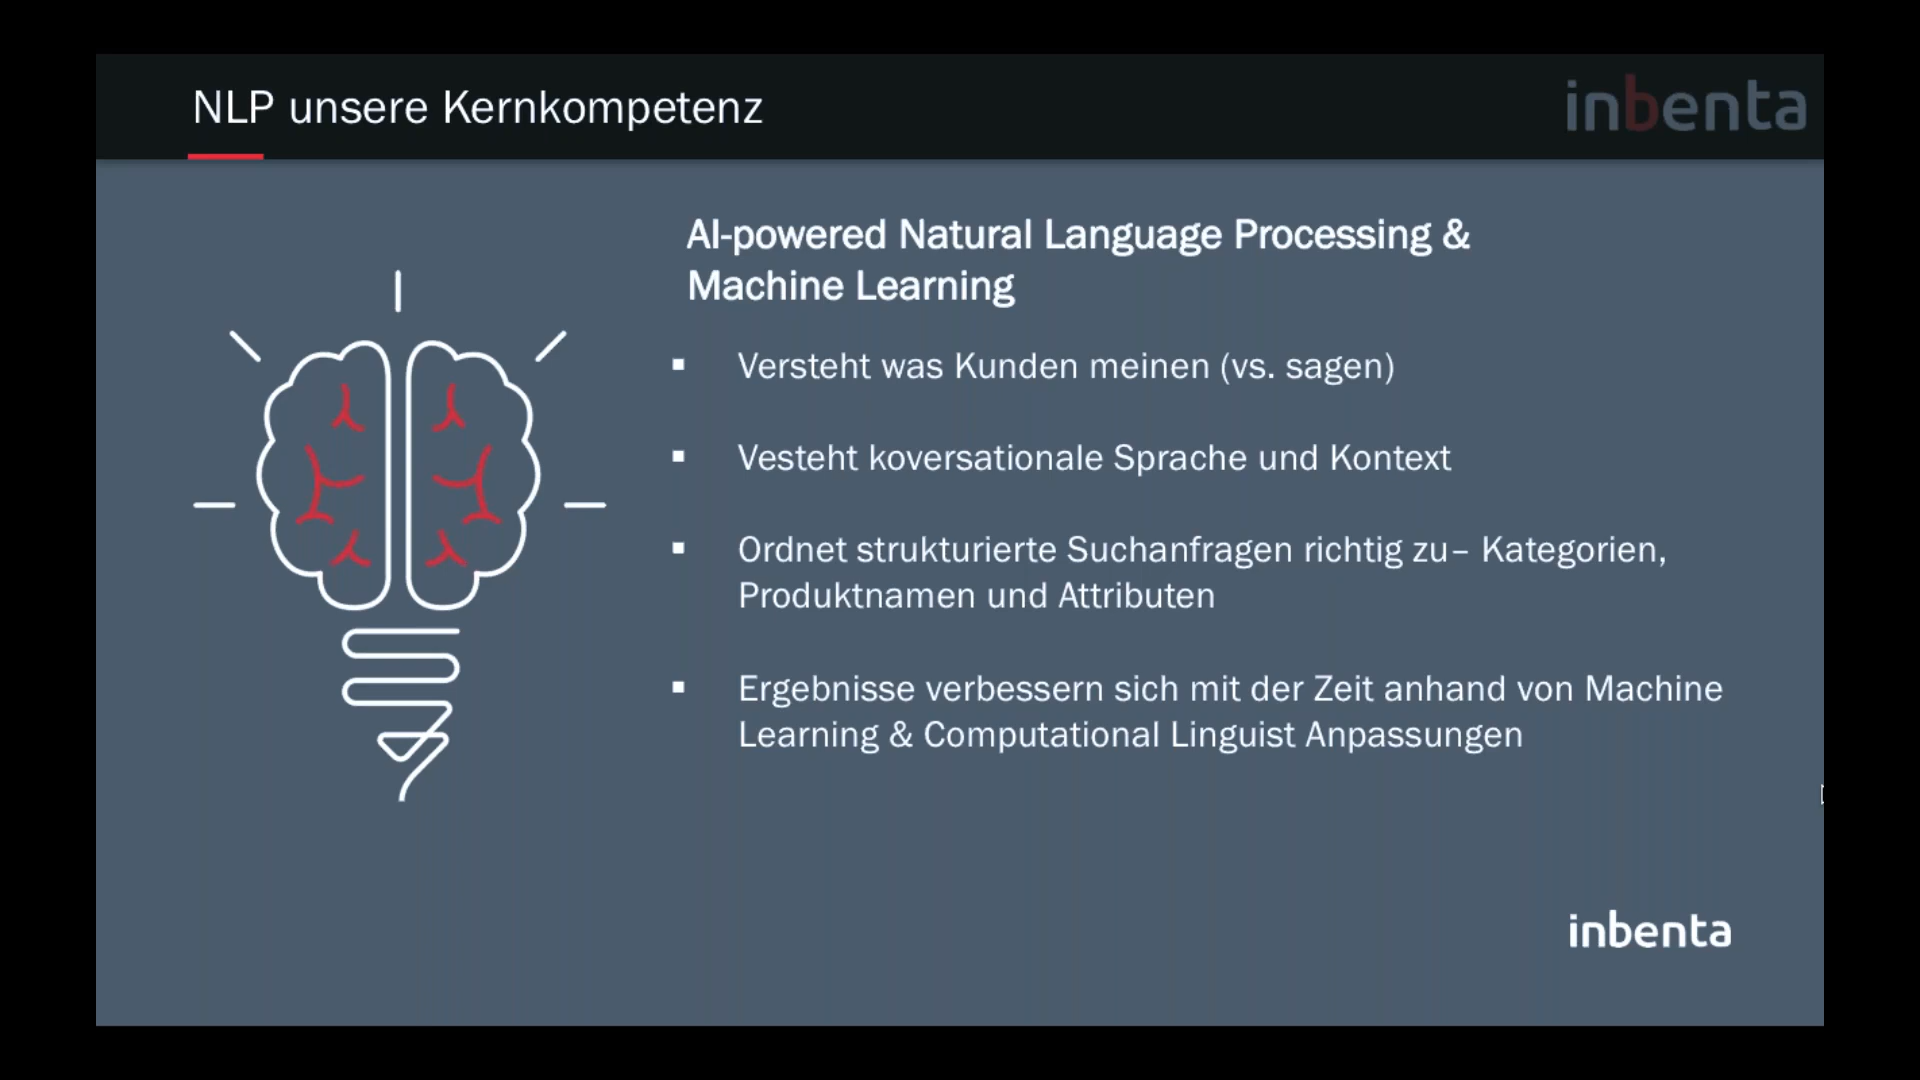 NLP unsere Kernkompetenz
inbenta
AI-powered Natural Language Processing &
Machine Learning
▪ Versteht was Kunden meinen (vs. sagen)
▪ Vesteht koversationale Sprache und Kontext
▪ Ordnet strukturierte Suchanfragen richtig zu– Kategorien,
Produktnamen und Attributen
▪ Ergebnisse verbessern sich mit der Zeit anhand von Machine
Learning & Computational Linguist Anpassungen
inbenta